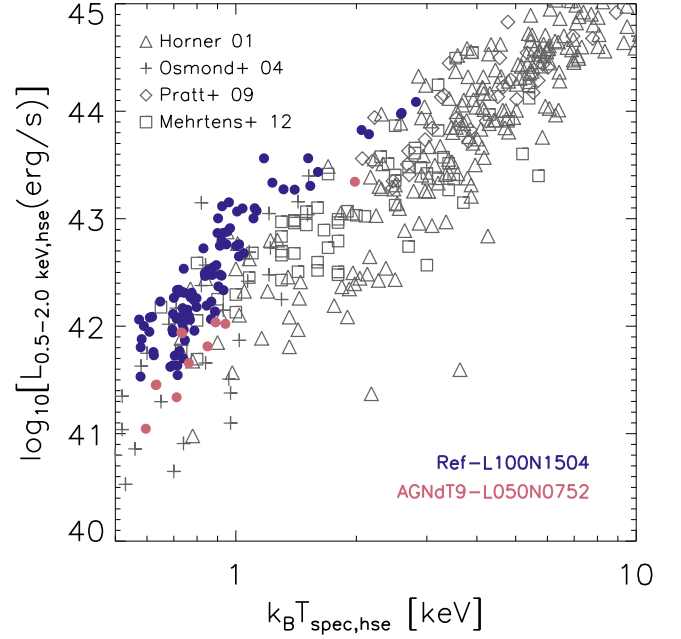 45
44
43
42
41
40
log10[L0.5−2.0 keV,hse(erg/s)]
Horner 01
Osmond+ 04
Pratt+ 09
Mehrtens+ 12
Ref−L100N1504
AGNdT9−L050N0752
1
10
kBTspec,hse [keV]